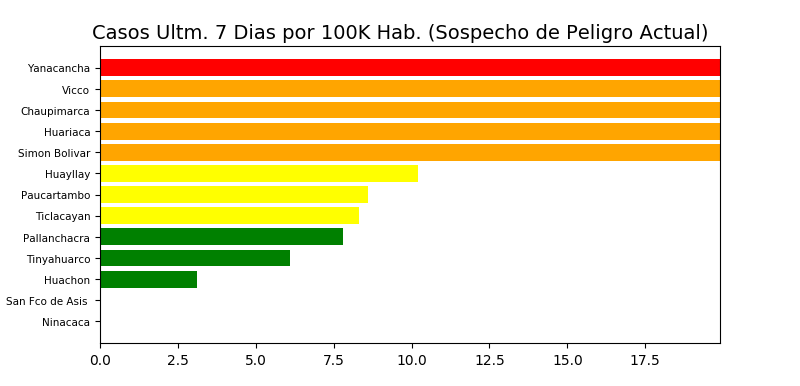 Casos Ultm. 7 Dias por 100K Hab. (Sospecho de Peligro Actual)
Yanacancha
Vicco
Chaupimarca
Huariaca
Simon Bolivar
Huayllay
Paucartambo
Ticlacayan
Pallanchacra
Tinyahuarco
Huachon
San Fco de Asis
Ninacaca
0.0 2.5 5.0 7.5 10.0 12.5 15.0 17.5